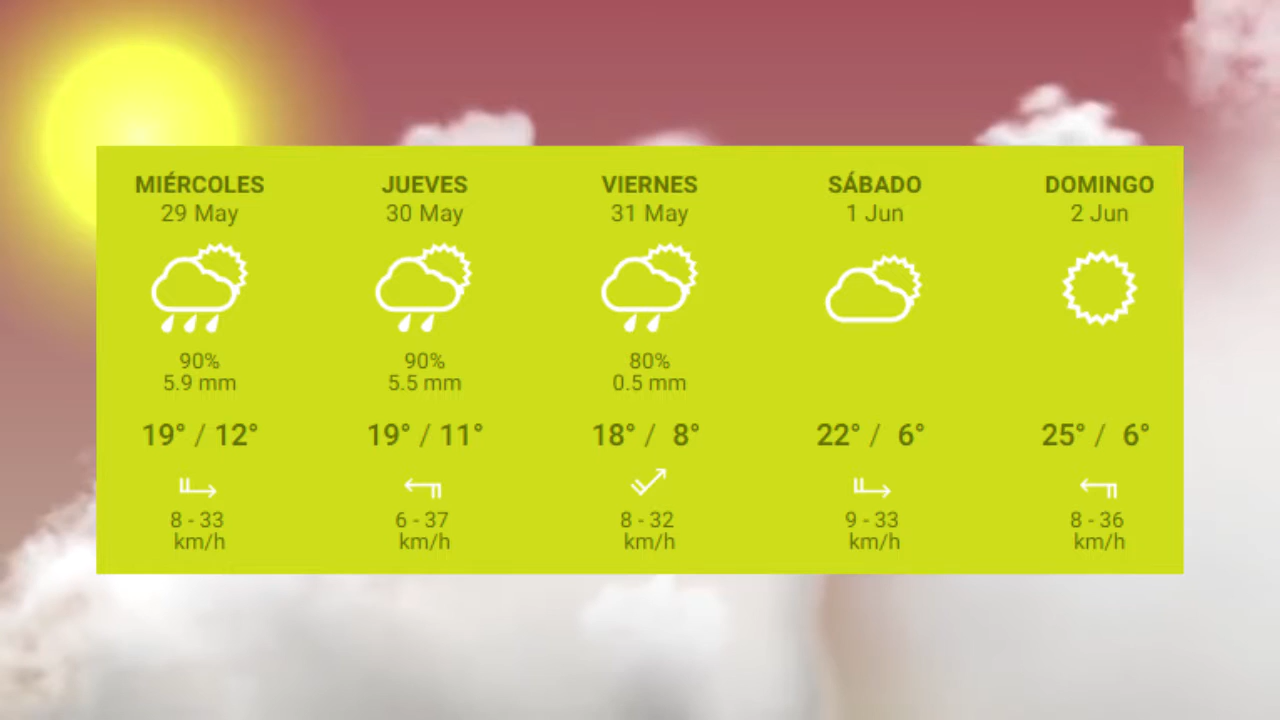 MIÉRCOLES
29 May
90%
5.9 mm
19° / 12°
8 - 33
km/h
JUEVES
30 May
90%
5.5 mm
19° / 11°
6 - 37
km/h
VIERNES
31 May
80%
0.5 mm
18° / 8°
8 - 32
km/h
SÁBADO
1 Jun
22° / 6°
9 - 33
km/h
DOMINGO
2 Jun
25° / 6°
8 - 36
km/h